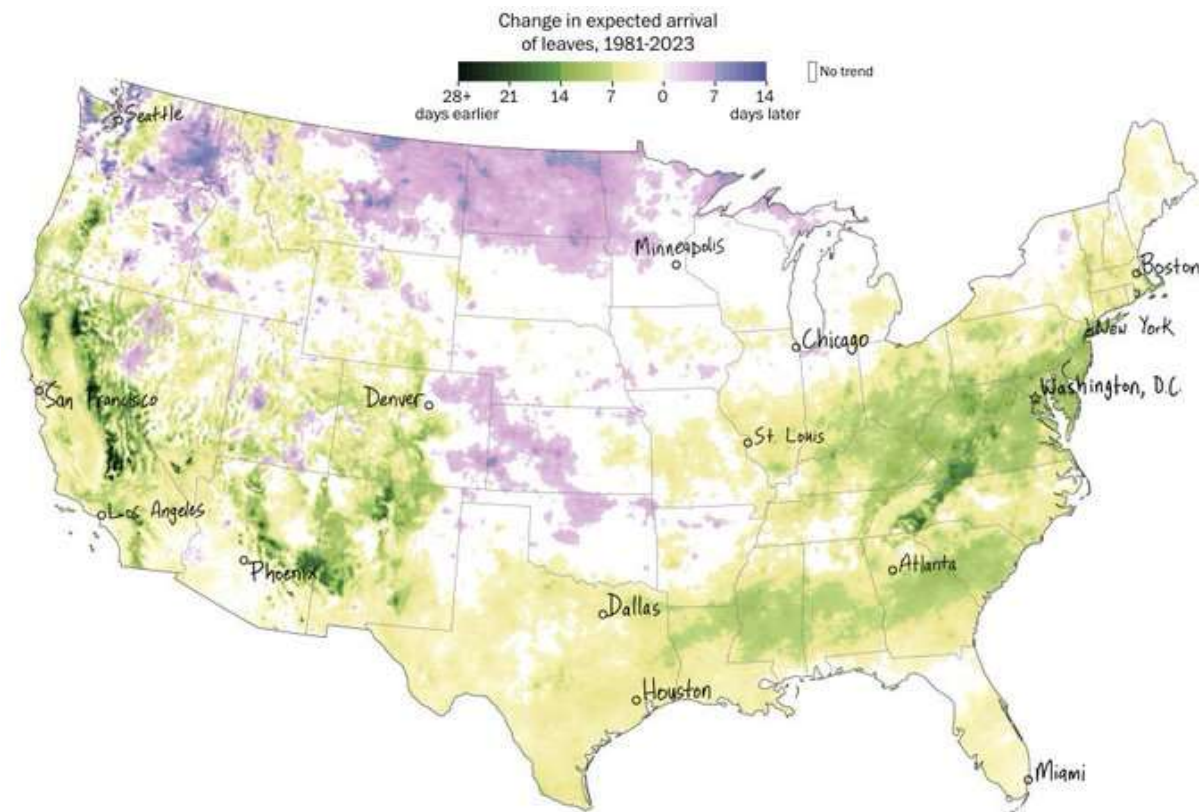 Change in expected arrival
of leaves, 1981-2023
28+ 21 14 7 0 7 14
days earlier days later
No trend
Seattle
Minneapolis
Boston
Chicago
New York
San Francisco
Denver
Washington, D.C.
St Louis
Los Angeles
Phoenix
Atlanta
Dallas
Houston
Miami